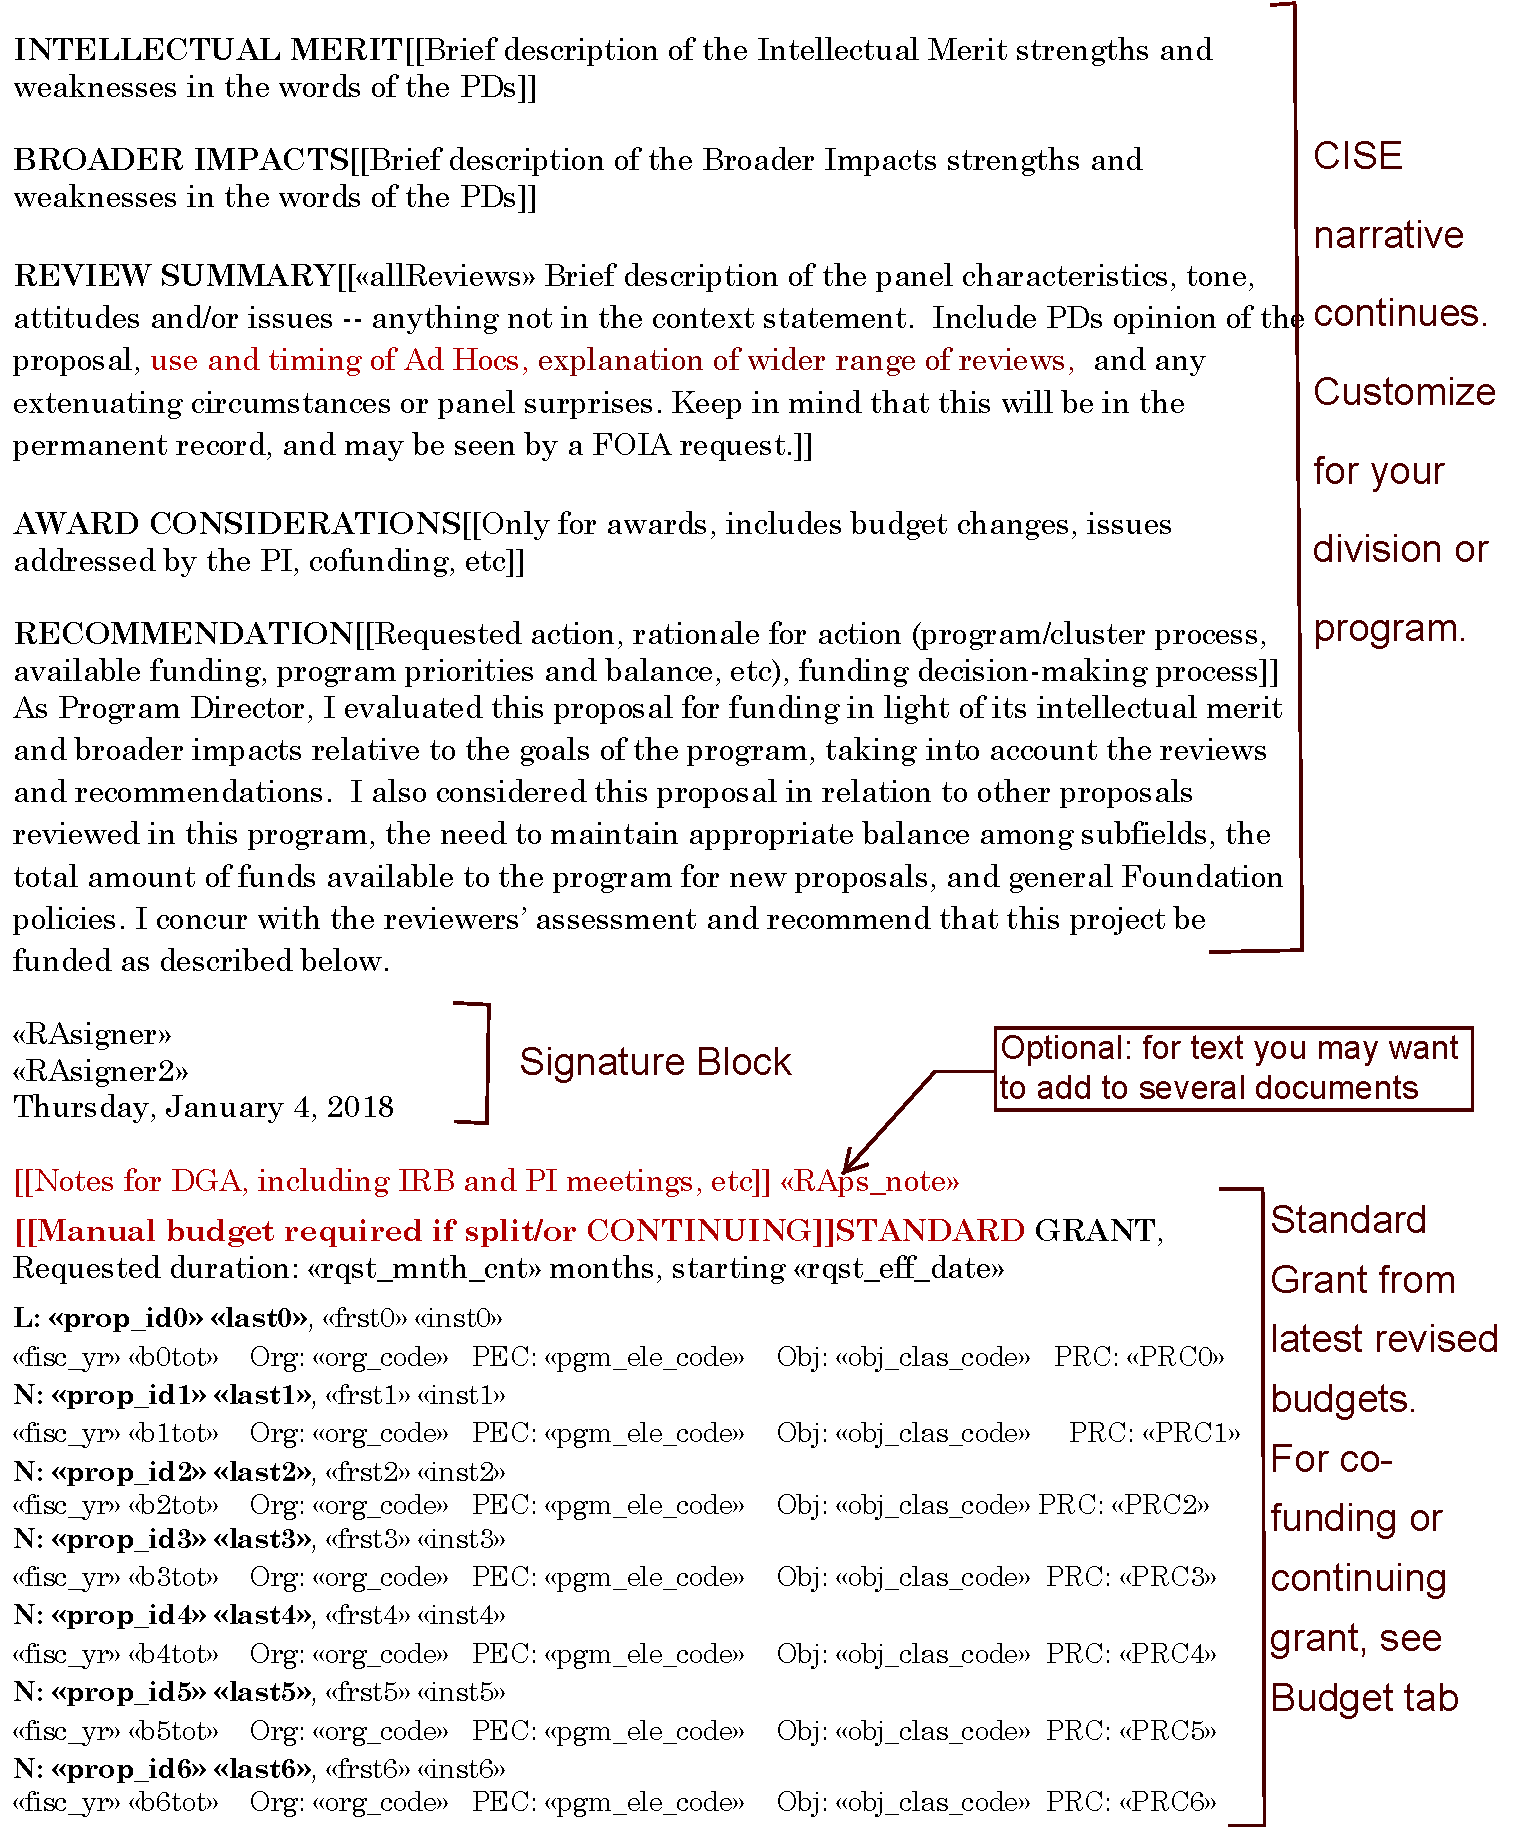 INTELLECTUAL MERIT[[Brief description of the Intellectual Merit strengths and
weaknesses in the words of the PDs]]
BROADER IMPACTS[[Brief description of the Broader Impacts strengths and
weaknesses in the words of the PDs]]
REVIEW SUMMARY[[«allReviews» Brief description of the panel characteristics, tone,
attitudes and/or issues -- anything not in the context statement.  Include PDs opinion of the
proposal, use and timing of Ad Hocs, explanation of wider range of reviews,  and any
extenuating circumstances or panel surprises. Keep in mind that this will be in the
permanent record, and may be seen by a FOIA request.]]
AWARD CONSIDERATIONS[[Only for awards, includes budget changes, issues
addressed by the PI, cofunding, etc]]
RECOMMENDATION[[Requested action, rationale for action (program/cluster process,
available funding, program priorities and balance, etc), funding decision-making process]]
As Program Director, I evaluated this proposal for funding in light of its intellectual merit
and broader impacts relative to the goals of the program, taking into account the reviews
and recommendations.  I also considered this proposal in relation to other proposals
reviewed in this program, the need to maintain appropriate balance among subfields, the
total amount of funds available to the program for new proposals, and general Foundation
policies. I concur with the reviewers’ assessment and recommend that this project be
funded as described below.
CISE
narrative
continues.
Customize
for your
division or
program.
«RAsigner»
«RAsigner2»
Thursday, January 4, 2018
Signature Block
Optional: for text you may want
to add to several documents
[[Notes for DGA, including IRB and PI meetings, etc]] «RAps_note»
[[Manual budget required if split/or CONTINUING]]STANDARD GRANT,
Requested duration: «rqst_mnth_cnt» months, starting «rqst_eff_date»
L: «prop_id0» «last0», «frst0» «inst0»
«fisc_yr» «b0tot»    Org: «org_code»   PEC: «pgm_ele_code»    Obj: «obj_clas_code»   PRC: «PRC0»
N: «prop_id1» «last1», «frst1» «inst1»
«fisc_yr» «b1tot»    Org: «org_code»   PEC: «pgm_ele_code»    Obj: «obj_clas_code»     PRC: «PRC1»
N: «prop_id2» «last2», «frst2» «inst2»
«fisc_yr» «b2tot»    Org: «org_code»   PEC: «pgm_ele_code»    Obj: «obj_clas_code» PRC: «PRC2»
N: «prop_id3» «last3», «frst3» «inst3»
«fisc_yr» «b3tot»    Org: «org_code»   PEC: «pgm_ele_code»    Obj: «obj_clas_code»  PRC: «PRC3»
N: «prop_id4» «last4», «frst4» «inst4»
«fisc_yr» «b4tot»    Org: «org_code»   PEC: «pgm_ele_code»    Obj: «obj_clas_code»  PRC: «PRC4»
N: «prop_id5» «last5», «frst5» «inst5»
«fisc_yr» «b5tot»    Org: «org_code»   PEC: «pgm_ele_code»    Obj: «obj_clas_code»  PRC: «PRC5»
N: «prop_id6» «last6», «frst6» «inst6»
«fisc_yr» «b6tot»    Org: «org_code»   PEC: «pgm_ele_code»    Obj: «obj_clas_code»  PRC: «PRC6»
Standard
Grant from
latest revised
budgets.
For co-
funding or
continuing
grant, see
Budget tab